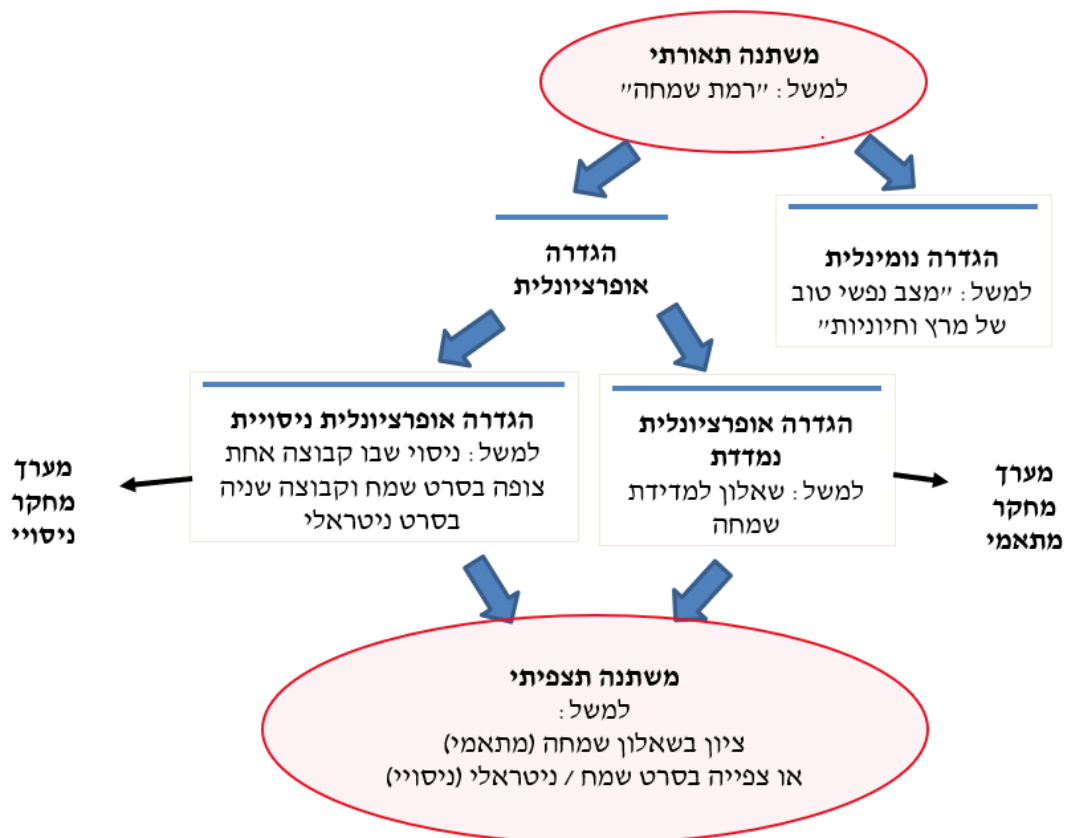 משתנה תאורתי
למשל: ״רמת שמחה״
הגדרה נומינלית
למשל: ״מצב נפשי טוב
של מרץ וחיוניות״
הגדרה
אופרציונלית
הגדרה אופרציונלית
נמדדת
למשל: שאלון למדידת
שמחה
הגדרה אופרציונלית ניסויית
למשל: ניסוי שבו קבוצה אחת
צופה בסרט שמח וקבוצה שניה
בסרט ניטראלי
מערך
מחקר
מתאמי
מערך
מחקר
ניסויי
משתנה תצפיתי
למשל:
ציון בשאלון שמחה (מתאמי)
או צפייה בסרט שמח / ניטראלי (ניסויי)